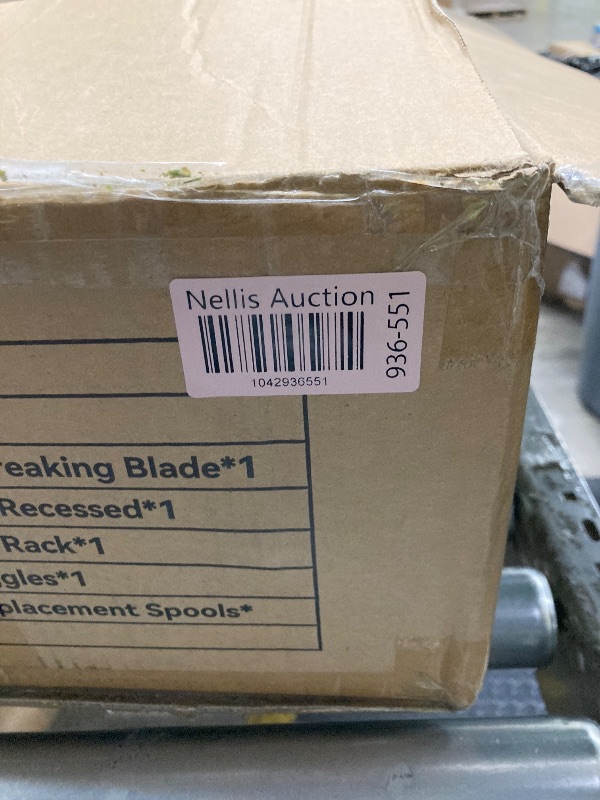 Nellis Auction
1042936551
936-551
reaking Blade*1
Recessed*1
Rack*1
gles*1
placement Spools*